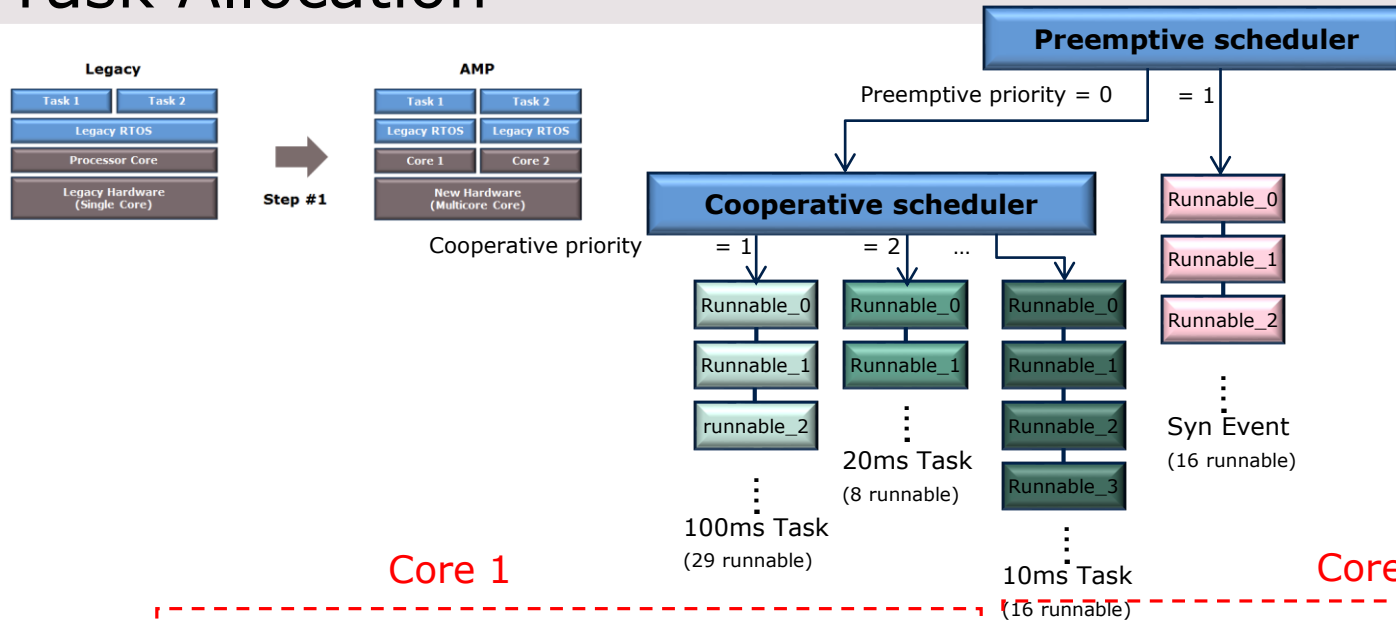 Task Allocation
Legacy
Task 1 Task 2
Legacy RTOS
Processor Core
Legacy Hardware
(Single Core)
Step #1
AMP
Task 1 Task 2
Legacy RTOS Legacy RTOS
Core 1 Core 2
New Hardware
(Multicore Core)
Preemptive scheduler
Preemptive priority = 0 = 1
Cooperative scheduler
Cooperative priority = 1 = 2 ...
Runnable_0
Runnable_1
runnable_2
100ms Task
(29 runnable)
Runnable_0
Runnable_1
20ms Task
(8 runnable)
Runnable_0
Runnable_1
Runnable_2
Runnable_3
10ms Task
(16 runnable)
Runnable_0
Runnable_1
Runnable_2
Syn Event
(16 runnable)
Core 1
Core